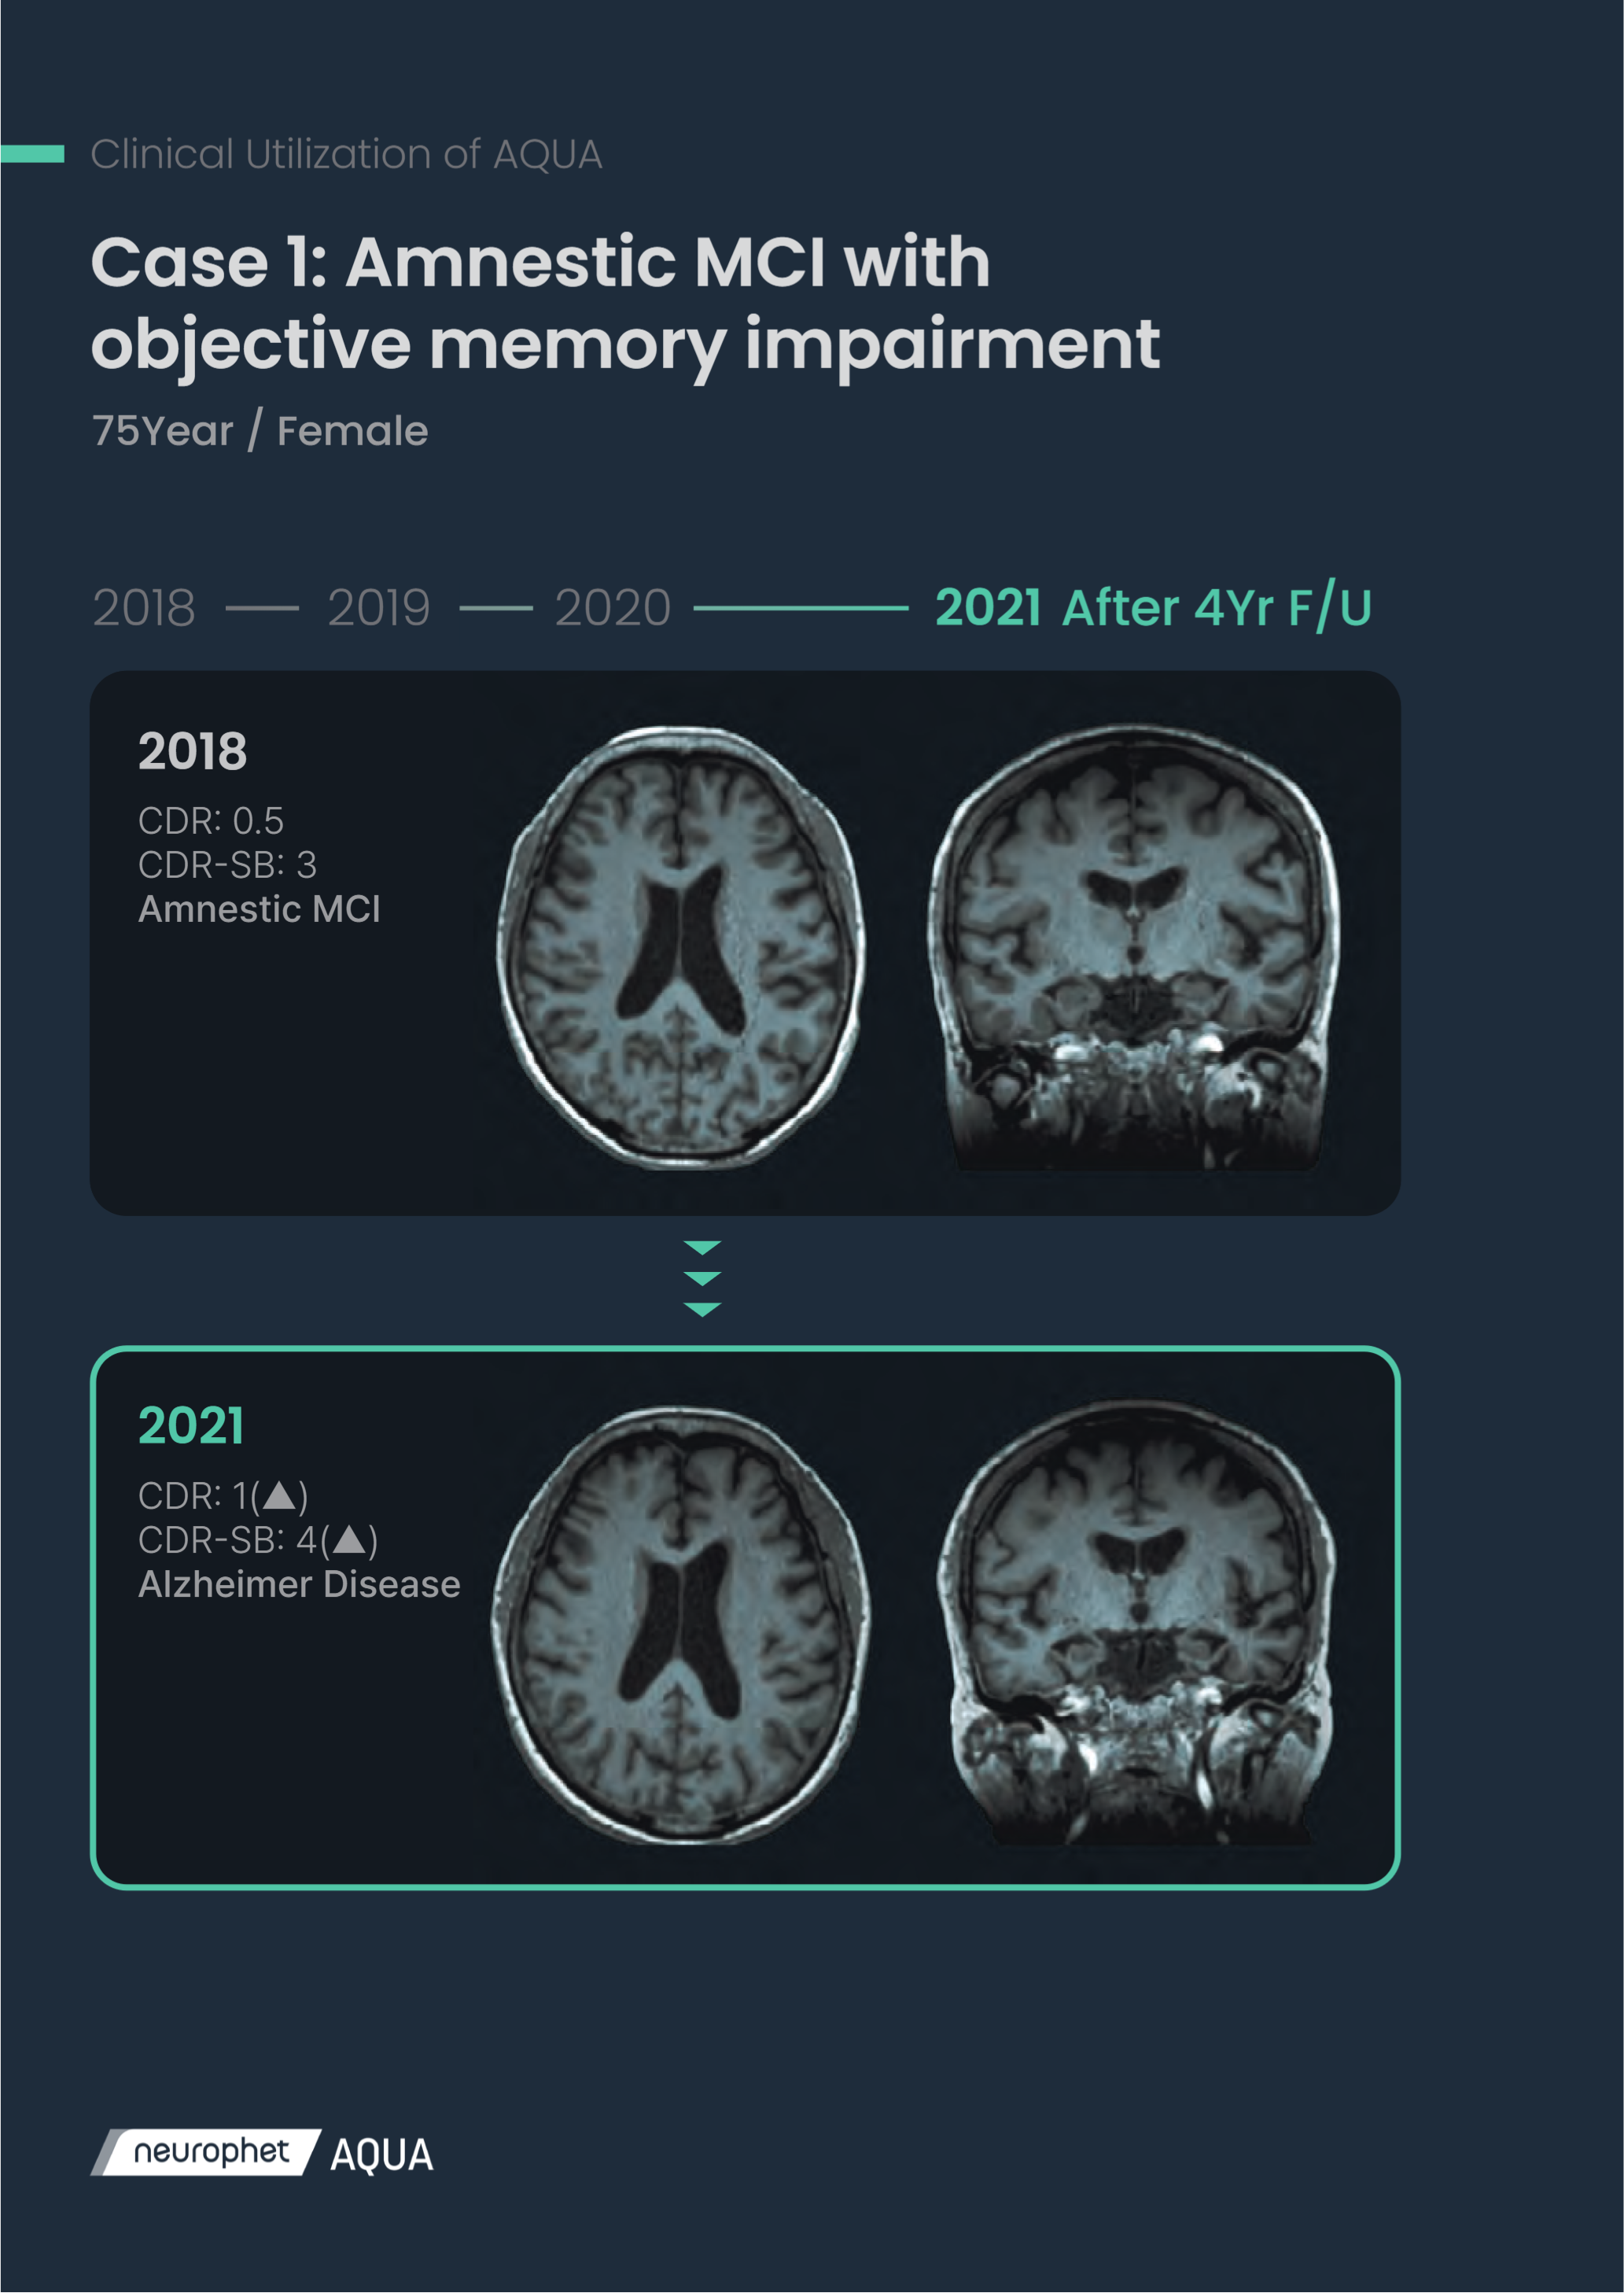 Clinical Utilization of AQUA
Case 1: Amnestic MCI with
objective memory impairment
75Year / Female
2018 2019 2020 2021 After 4Yr F/U
2018
CDR: 0.5
CDR-SB: 3
Amnestic MCI
2021
CDR: 1(▲)
CDR-SB: 4(▲)
Alzheimer Disease
neurophet AQUA